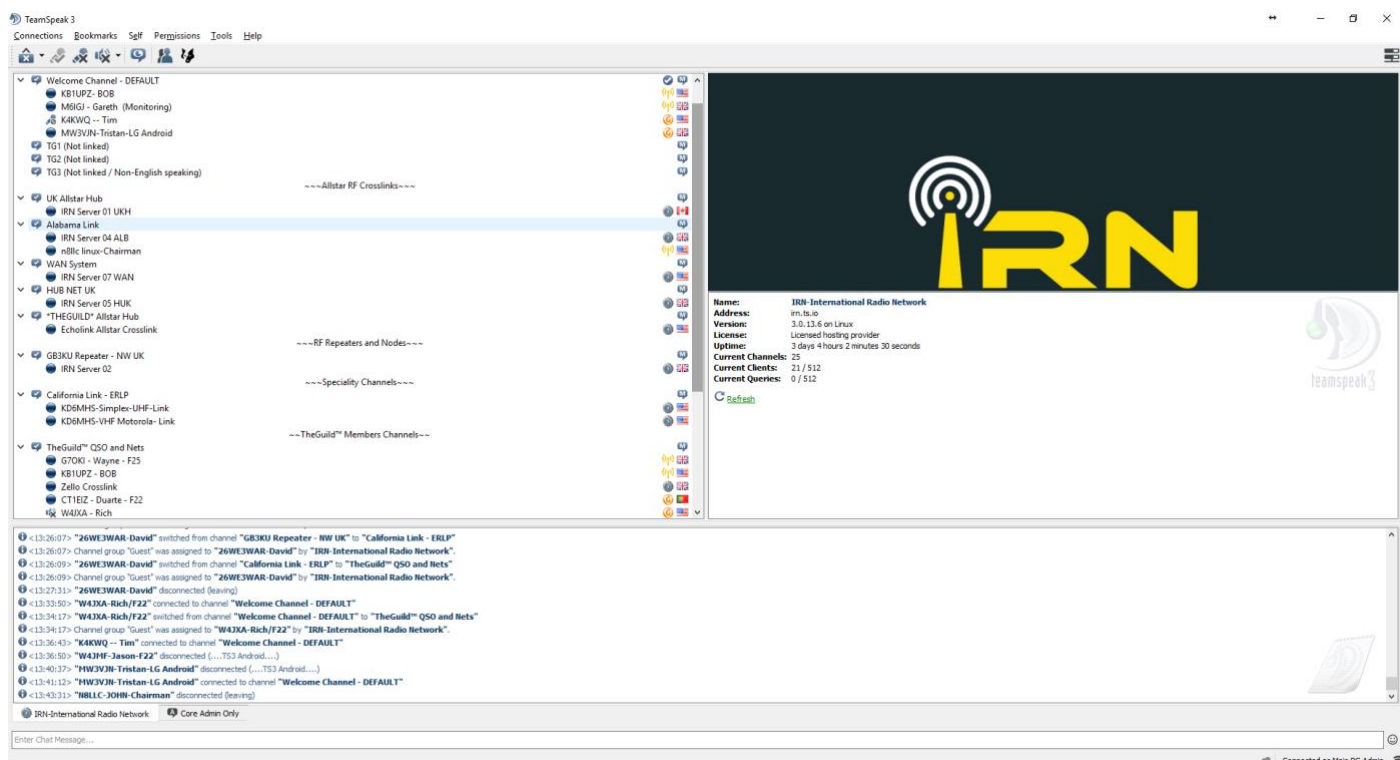 TeamSpeak 3
Connections Bookmarks Self Permissions Tools Help
Welcome Channel - DEFAULT
KB1UPZ- BOB
M6IGJ - Gareth (Monitoring)
K4KWQ -- Tim
MW3VJN-Tristan-LG Android
TG1 (Not linked)
TG2 (Not linked)
TG3 (Not linked / Non-English speaking)
~~~Allstar RF Crosslinks~~~
UK Allstar Hub
IRN Server 01 UKH
Alabama Link
IRN Server 04 ALB
n8llc linux-Chairman
WAN System
IRN Server 07 WAN
HUB NET UK
IRN Server 05 HUK
*THEGUILD* Allstar Hub
Echolink Allstar Crosslink
~~~RF Repeaters and Nodes~~~
GB3KU Repeater - NW UK
IRN Server 02
~~~Speciality Channels~~~
California Link - ERLP
KD6MHS-Simplex-UHF-Link
KD6MHS-VHF Motorola- Link
~~TheGuild™ Members Channels~~
TheGuild™ QSO and Nets
G7OKI - Wayne - F25
KB1UPZ - BOB
Zello Crosslink
CT1EIZ - Duarte - F22
W4JXA - Rich
IRN
Name: IRN-International Radio Network
Address: irn.ts.io
Version: 3.0.13.6 on Linux
License: Licensed hosting provider
Uptime: 3 days 4 hours 2 minutes 30 seconds
Current Channels: 25
Current Clients: 21 / 512
Current Queries: 0 / 512
Refresh
teamspeak3
<13:26:07> "26WE3WAR-David" switched from channel "GB3KU Repeater - NW UK" to "California Link - ERLP"
<13:26:07> Channel group "Guest" was assigned to "26WE3WAR-David" by "IRN-International Radio Network".
<13:26:09> "26WE3WAR-David" switched from channel "California Link - ERLP" to "TheGuild™ QSO and Nets"
<13:26:09> Channel group "Guest" was assigned to "26WE3WAR-David" by "IRN-International Radio Network".
<13:27:31> "26WE3WAR-David" disconnected (leaving)
<13:33:50> "W4JXA-Rich/F22" connected to channel "Welcome Channel - DEFAULT"
<13:34:17> "W4JXA-Rich/F22" switched from channel "Welcome Channel - DEFAULT" to "TheGuild™ QSO and Nets"
<13:34:17> Channel group "Guest" was assigned to "W4JXA-Rich/F22" by "IRN-International Radio Network".
<13:36:43> "K4KWQ -- Tim" connected to channel "Welcome Channel - DEFAULT"
<13:36:50> "W4JMF-Jason-F22" disconnected (....TS3 Android....)
<13:40:37> "MW3VJN-Tristan-LG Android" disconnected (....TS3 Android....)
<13:41:12> "MW3VJN-Tristan-LG Android" connected to channel "Welcome Channel - DEFAULT"
<13:43:31> "N8LLC-JOHN-Chairman" disconnected (leaving)
IRN-International Radio Network Core Admin Only
Enter Chat Message...